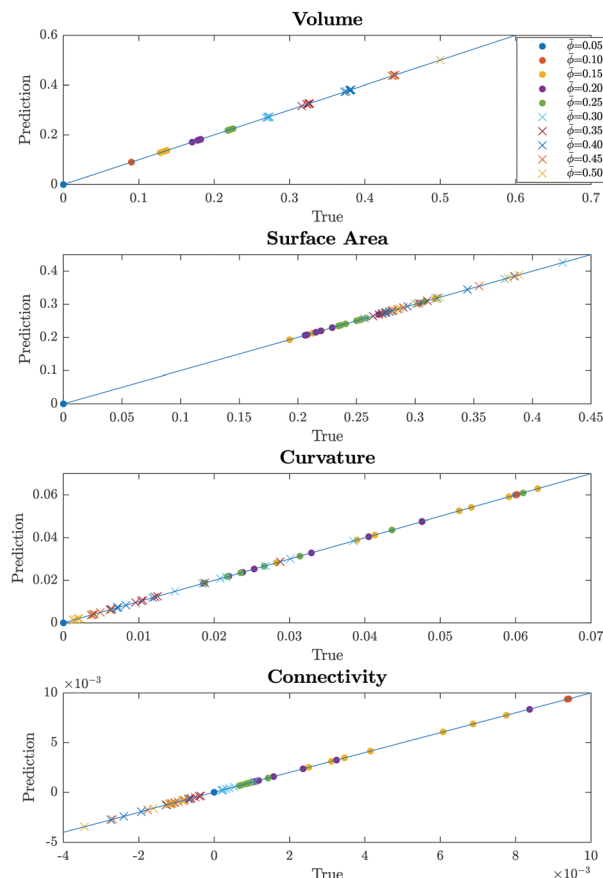 Volume
0.6
0.4
0.2
0
Prediction
0 0.1 0.2 0.3 0.4 0.5 0.6 0.7
True
ϕ̄=0.05
ϕ̄=0.10
ϕ̄=0.15
ϕ̄=0.20
ϕ̄=0.25
ϕ̄=0.30
ϕ̄=0.35
ϕ̄=0.40
ϕ̄=0.45
ϕ̄=0.50
Surface Area
0.4
0.3
0.2
0.1
0
Prediction
0 0.05 0.1 0.15 0.2 0.25 0.3 0.35 0.4 0.45
True
Curvature
0.06
0.04
0.02
0
Prediction
0 0.01 0.02 0.03 0.04 0.05 0.06 0.07
True
×10⁻³
Connectivity
10
5
0
-5
Prediction
-4 -2 0 2 4 6 8 10
True
×10⁻³